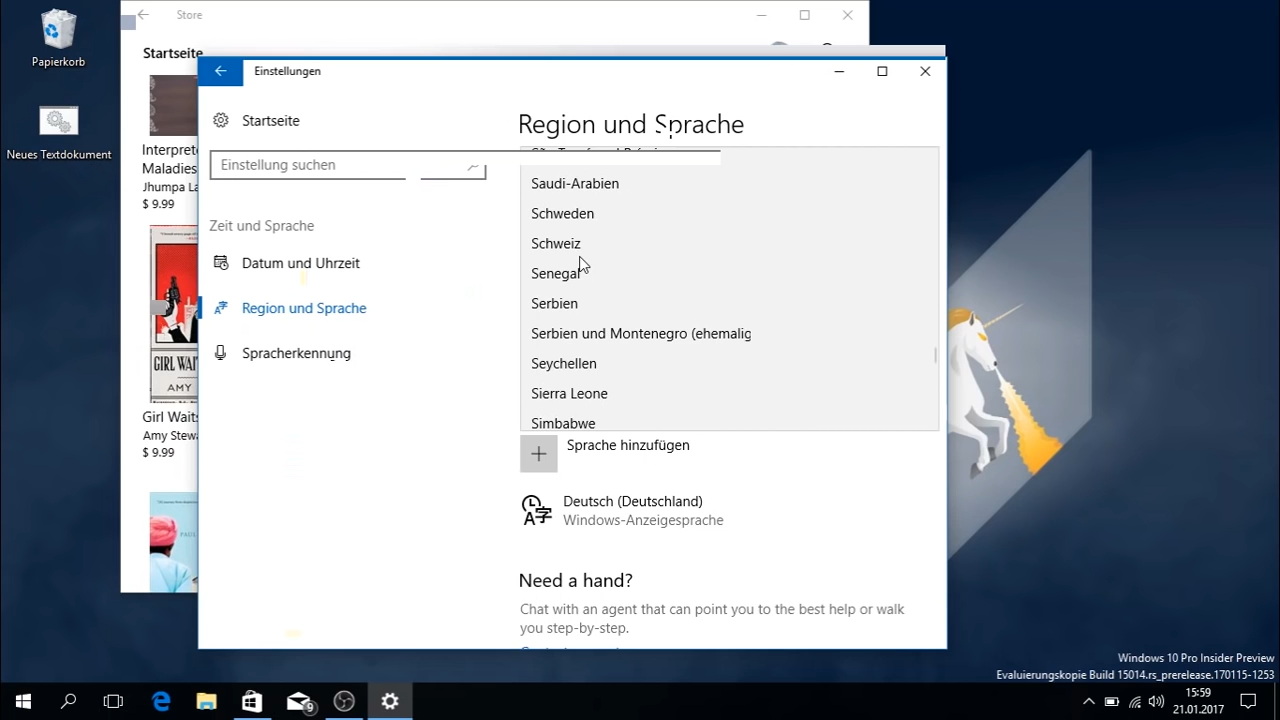 Papierkorb
Neues Textdokument
Store
Startseite
Interprete
Maladies
Jhumpa La
$ 9.99
GIRL WAI
AMY
Girl Waits
Amy Stewa
$ 9.99
PAUL
Einstellungen
Startseite
Einstellung suchen
Zeit und Sprache
Datum und Uhrzeit
Region und Sprache
Spracherkennung
Region und Sprache
Saudi-Arabien
Schweden
Schweiz
Senegal
Serbien
Serbien und Montenegro (ehemalig
Seychellen
Sierra Leone
Simbabwe
Sprache hinzufügen
Deutsch (Deutschland)
Windows-Anzeigesprache
Need a hand?
Chat with an agent that can point you to the best help or walk
you step-by-step.
Windows 10 Pro Insider Preview
Evaluierungskopie Build 15014.rs_prerelease.170115-1253
9
15:59
21.01.2017